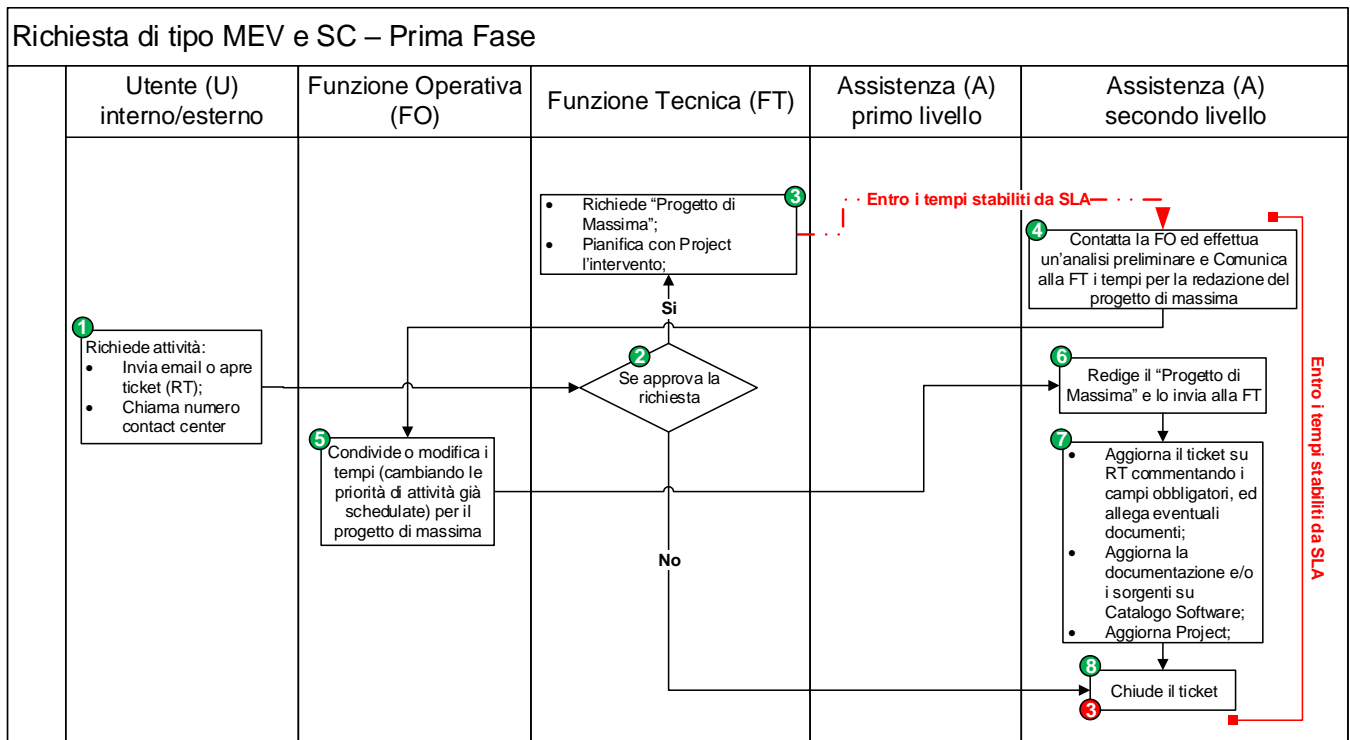 Richiesta di tipo MEV e SC – Prima Fase
Utente (U)
interno/esterno
Funzione Operativa
(FO)
Funzione Tecnica (FT)
Assistenza (A)
primo livello
Assistenza (A)
secondo livello
1
Richiede attività:
• Invia email o apre
ticket (RT);
• Chiama numero
contact center
2
Se approva la
richiesta
Si
No
3
• Richiede “Progetto di
Massima”;
• Pianifica con Project
l’intervento;
Entro i tempi stabiliti da SLA
4
Contatta la FO ed effettua
un’analisi preliminare e Comunica
alla FT i tempi per la redazione del
progetto di massima
5
Condivide o modifica i
tempi (cambiando le
priorità di attività già
schedulate) per il
progetto di massima
6
Redige il “Progetto di
Massima” e lo invia alla FT
7
• Aggiorna il ticket su
RT commentando i
campi obbligatori, ed
allega eventuali
documenti;
• Aggiorna la
documentazione e/o
i sorgenti su
Catalogo Software;
• Aggiorna Project;
8
Chiude il ticket
3
Entro i tempi stabiliti da SLA